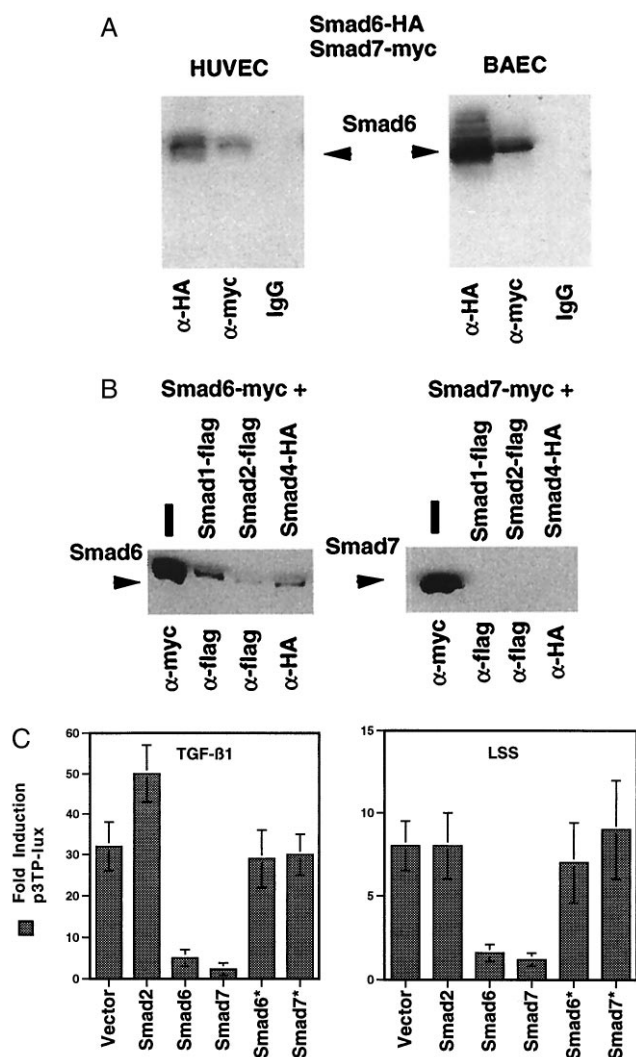 A
Smad6-HA
Smad7-myc
HUVEC
BAEC
Smad6
α-HA
α-myc
IgG
α-HA
α-myc
IgG
B
Smad6-myc +
Smad7-myc +
Smad1-flag
Smad2-flag
Smad4-HA
Smad1-flag
Smad2-flag
Smad4-HA
Smad6
Smad7
α-myc
α-flag
α-flag
α-HA
α-myc
α-flag
α-flag
α-HA
C
Fold Induction
p3TP-lux
TGF-ß1
60
50
40
30
20
10
0
Vector
Smad2
Smad6
Smad7
Smad6*
Smad7*
LSS
15
10
5
0
Vector
Smad2
Smad6
Smad7
Smad6*
Smad7*